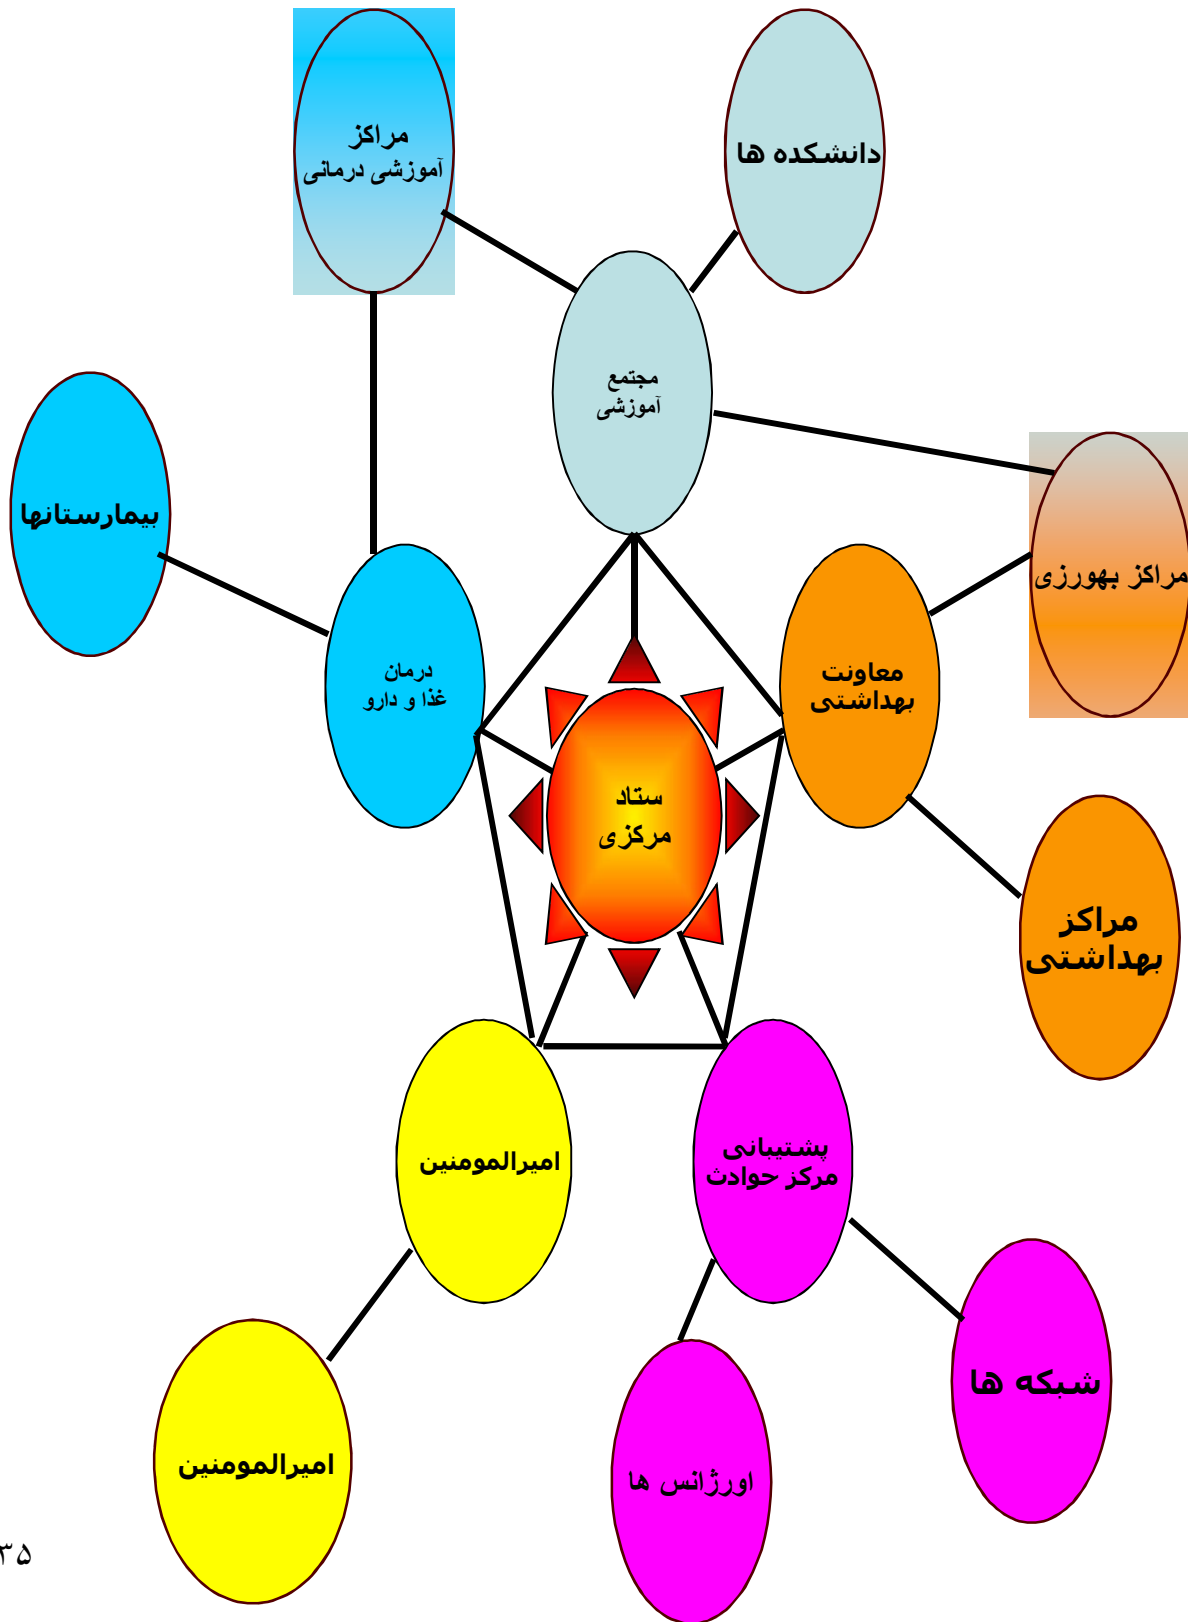 مراکز
آموزشی درمانی
دانشکده ها
مجتمع
آموزشی
بیمارستانها
مراکز بهورزی
درمان
غذا و دارو
معاونت
بهداشتی
ستاد
مرکزی
مراکز
بهداشتی
امیرالمومنین
پشتیبانی
مرکز حوادث
شبکه ها
امیرالمومنین
اورژانس ها
۳۵